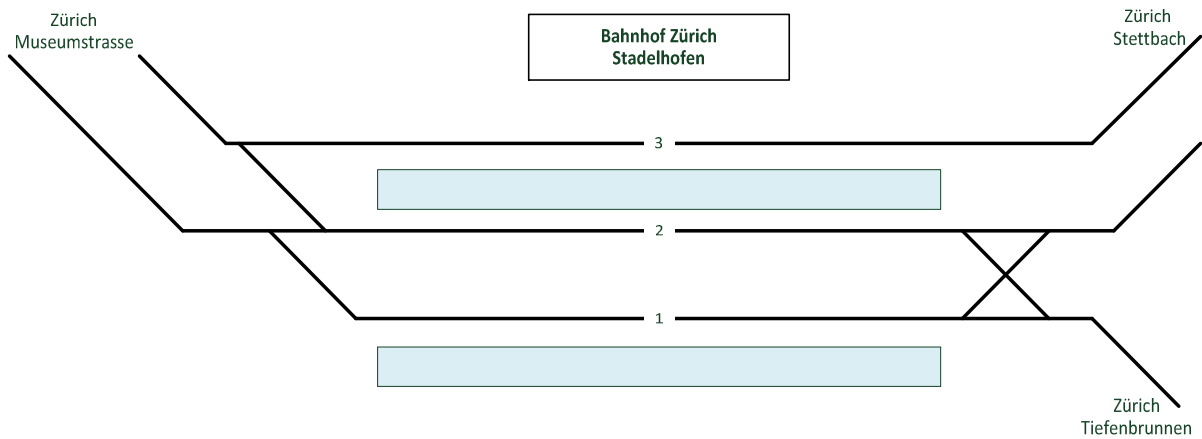 Zürich
Museumstrasse
Bahnhof Zürich
Stadelhofen
Zürich
Stettbach
3
2
1
Zürich
Tiefenbrunnen